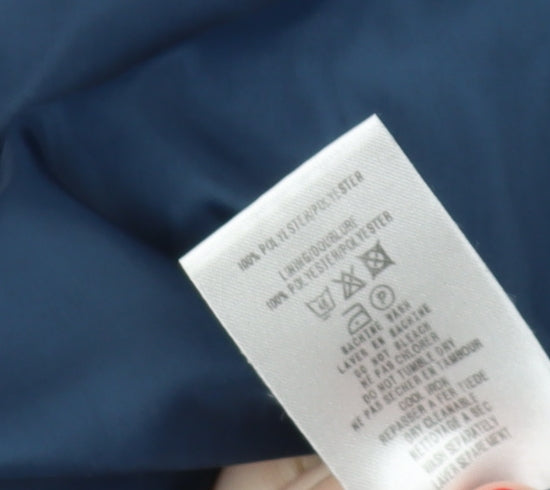 100% POLYESTER/POLYESTER
LINING/DOUBLURE
100% POLYESTER/POLYESTER
P
MACHINE WASH
LAVER EN MACHINE
DO NOT BLEACH
NE PAS CHLORER
DO NOT TUMBLE DRY
NE PAS SECHER EN TAMBOUR
COOL IRON
REPASSER A FER TIEDE
DRY CLEANABLE
NETTOYAGE A SEC
WASH SEPARATELY
LAVER SEPAREMENT